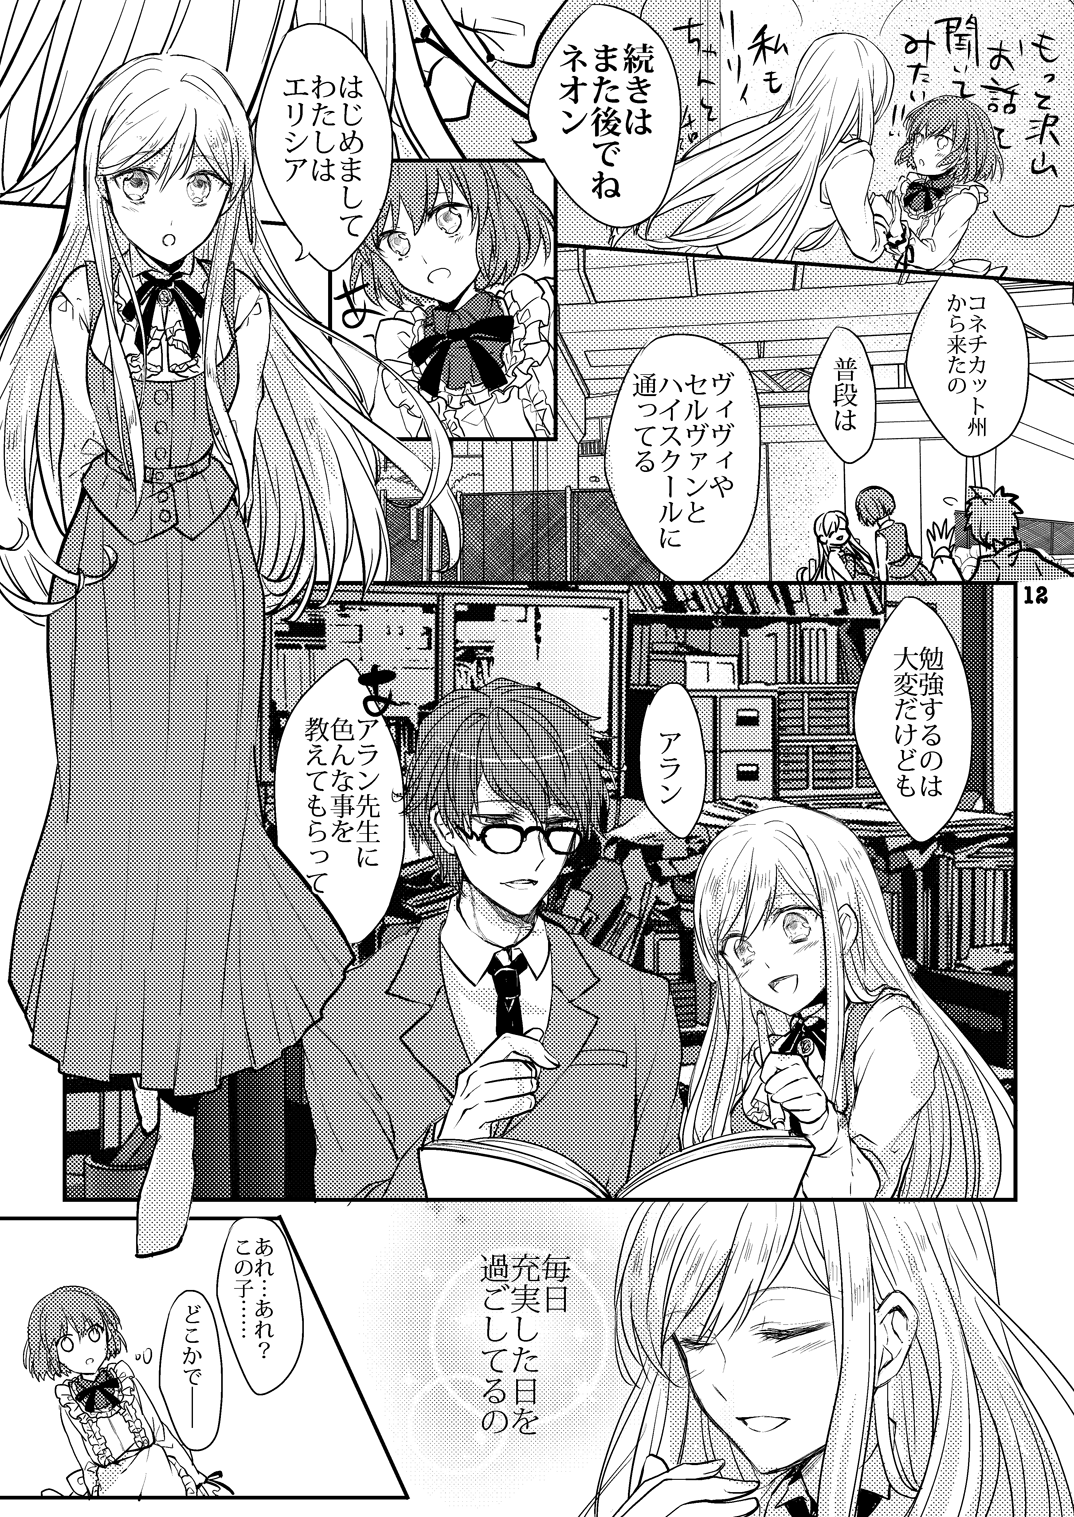 もって沢山
お話して
聞いて
みたい!!
私も
ネリィ
ちゃんと
続きは
また後でね
ネオン
はじめまして
わたしは
エリシア
あ
コネチカット州
から来たの
普段は
ヴィヴィや
セルヴァンと
ハイスクールに
通ってる
12
勉強するのは
大変だけども
アラン
あ
アラン先生に
色んな事を
教えてもらって
毎日
充実した日を
過ごしてるの
あれ…あれ?
この子……
どこかで――